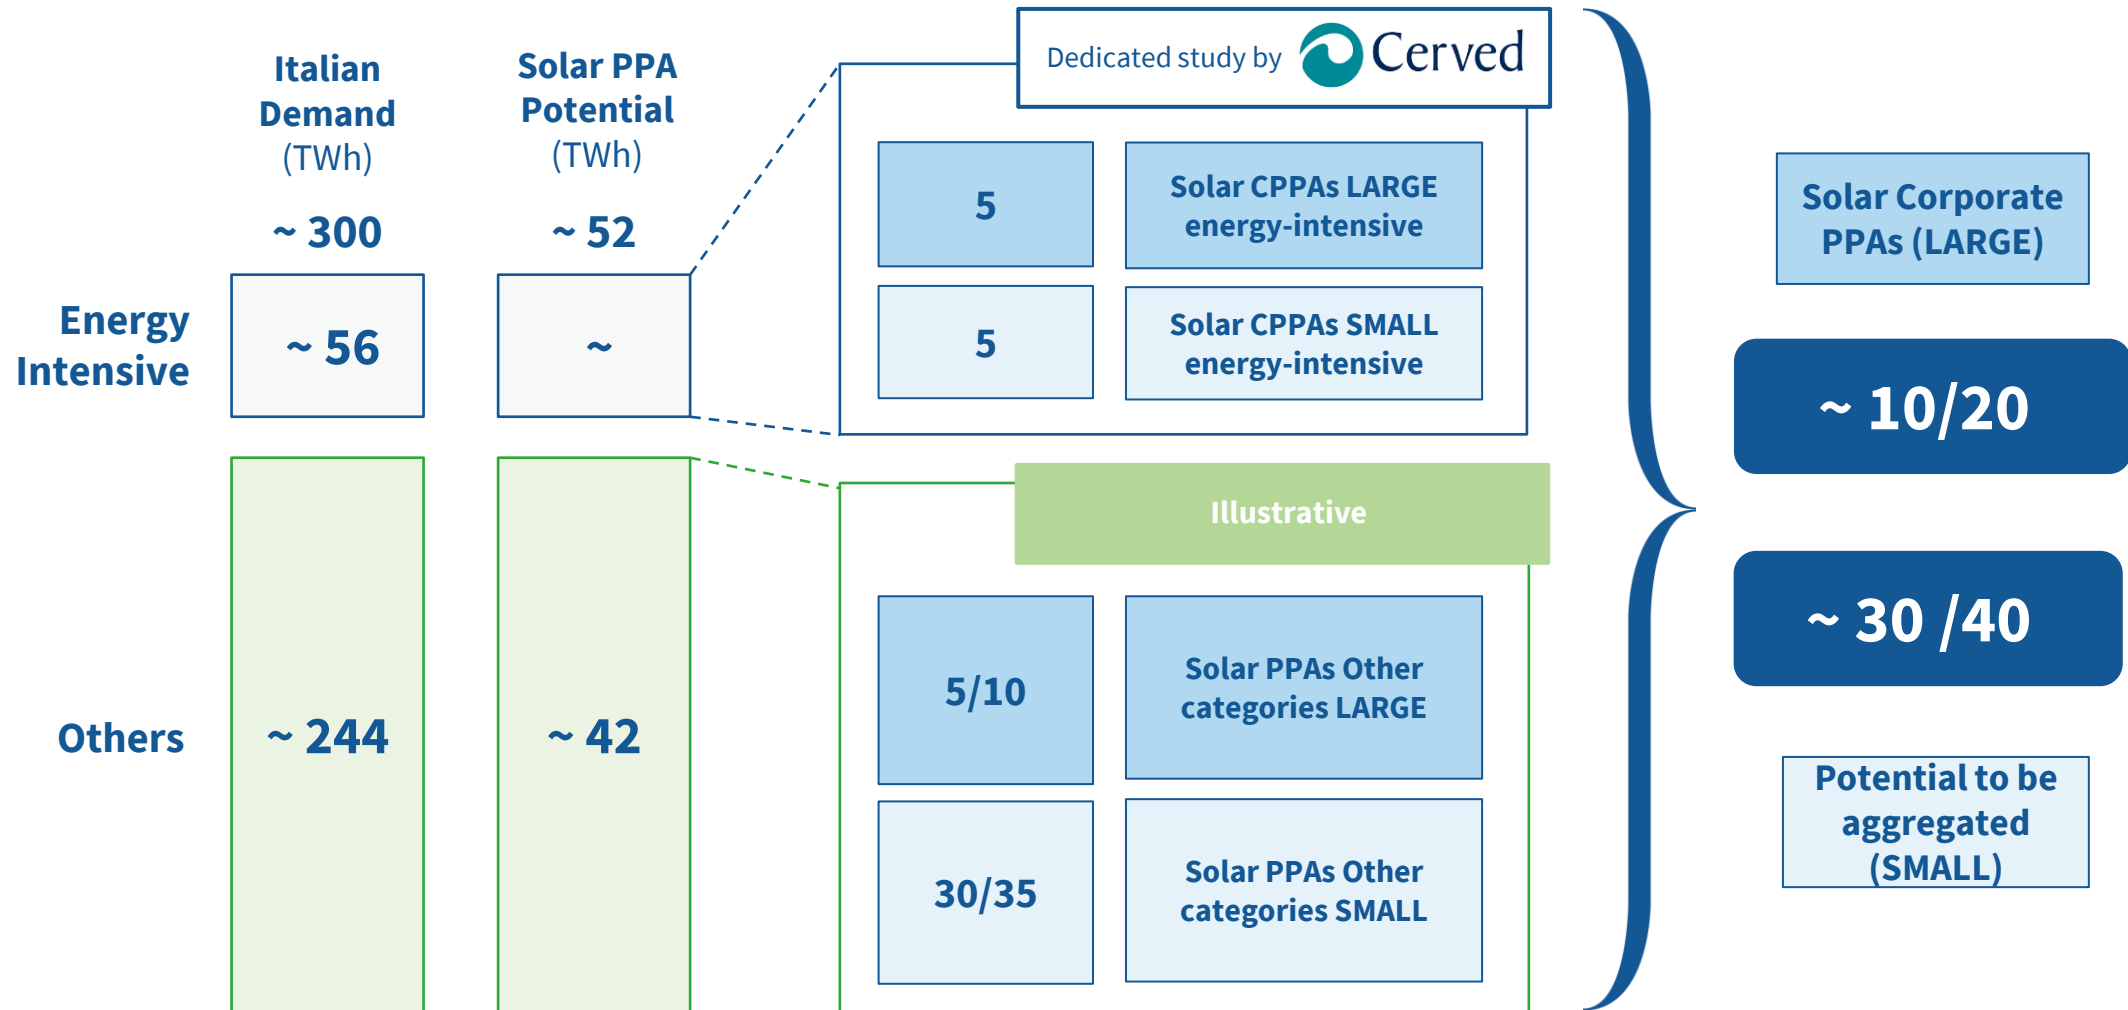 Italian
Demand
(TWh)
~ 300
Solar PPA
Potential
(TWh)
~ 52
Energy
Intensive
~ 56
~
Others
~ 244
~ 42
Dedicated study by Cerved
5
Solar CPPAs LARGE
energy-intensive
5
Solar CPPAs SMALL
energy-intensive
Illustrative
5/10
Solar PPAs Other
categories LARGE
30/35
Solar PPAs Other
categories SMALL
Solar Corporate
PPAs (LARGE)
~ 10/20
~ 30 /40
Potential to be
aggregated
(SMALL)